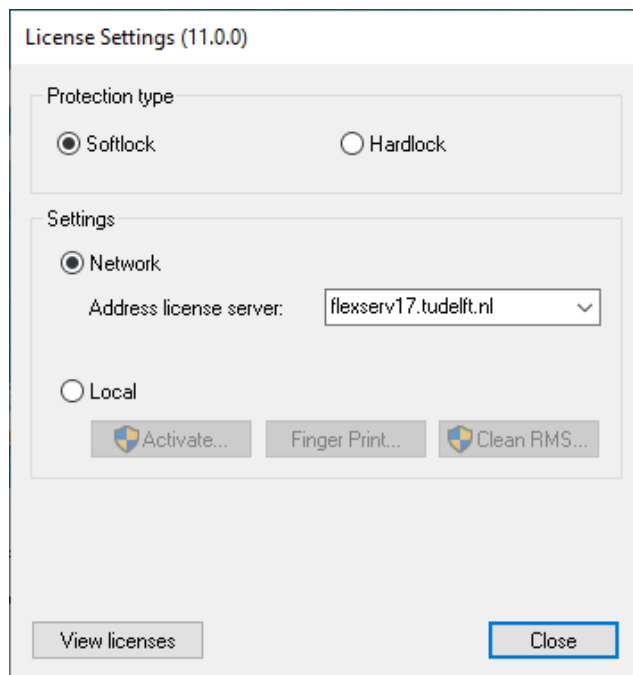 License Settings (11.0.0)
Protection type
Softlock Hardlock
Settings
Network
Address license server: flexserv17.tudelft.nl
Local
Activate... Finger Print... Clean RMS...
View licenses Close